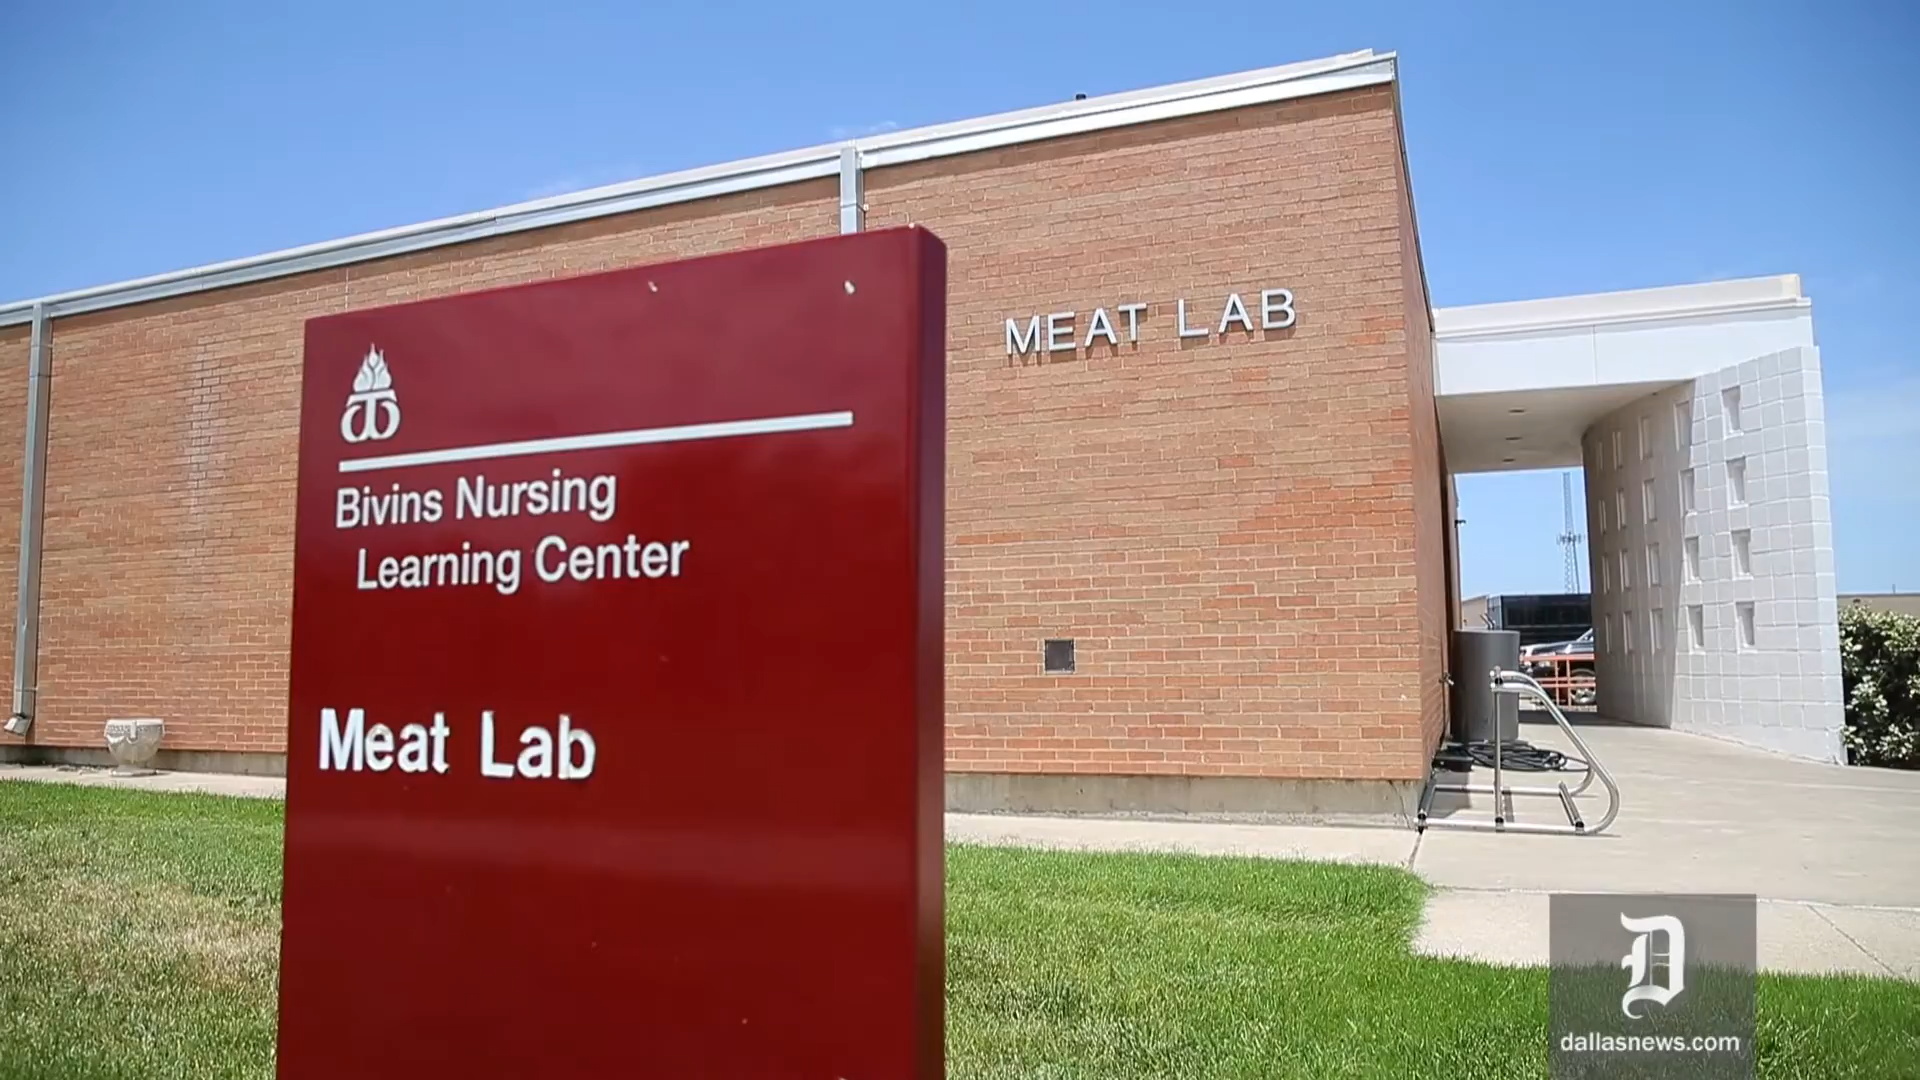 MEAT LAB
Bivins Nursing
Learning Center
Meat Lab
D
dallasnews.com